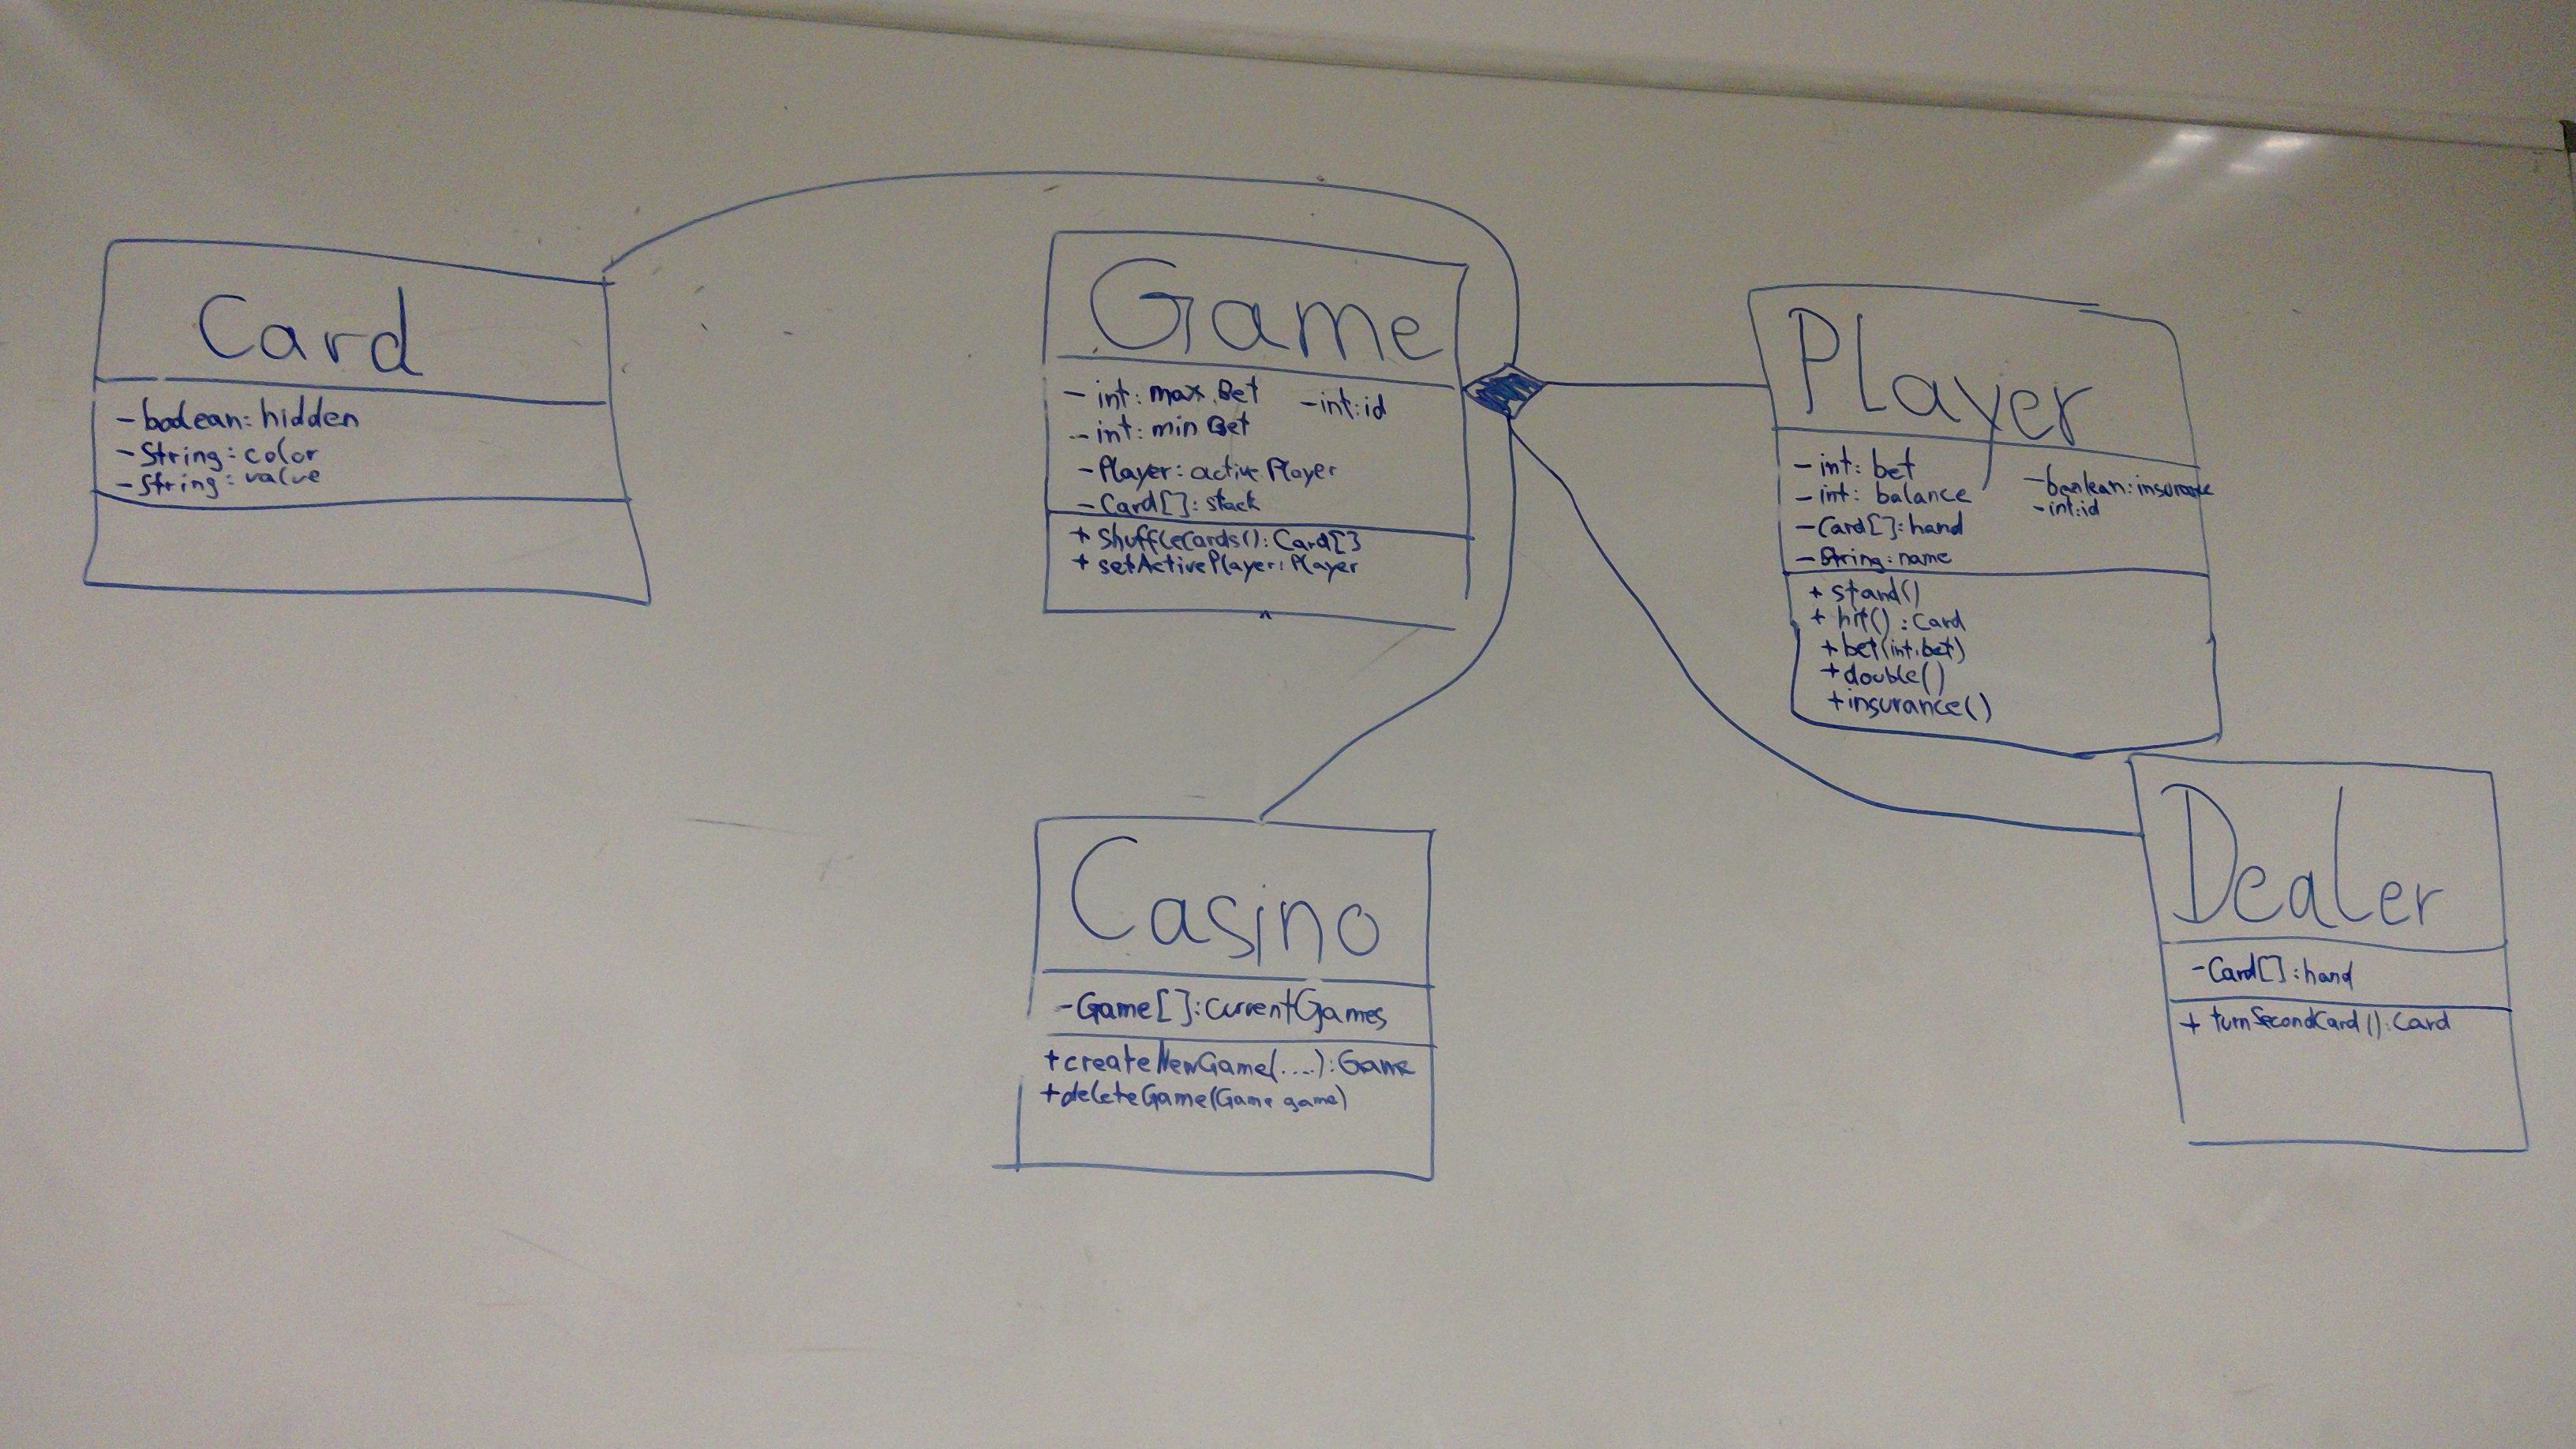 Card
- boolean: hidden
- String: color
- String: value
Game
- int: max.Bet
- int: id
- int: min Bet
- Player: active Player
- Card[]: stack
+ ShuffleCards(): Card[]
+ setActivePlayer: Player
Player
- int: bet
- int: balance
- boolean: insurance
- int: id
- Card[]: hand
- String: name
+ stand()
+ hit() : Card
+ bet(int: bet)
+ double()
+ insurance()
Casino
- Game[]: currentGames
+ createNewGame(....): Game
+ deleteGame(Game game)
Dealer
- Card[]: hand
+ turnSecondCard(): Card